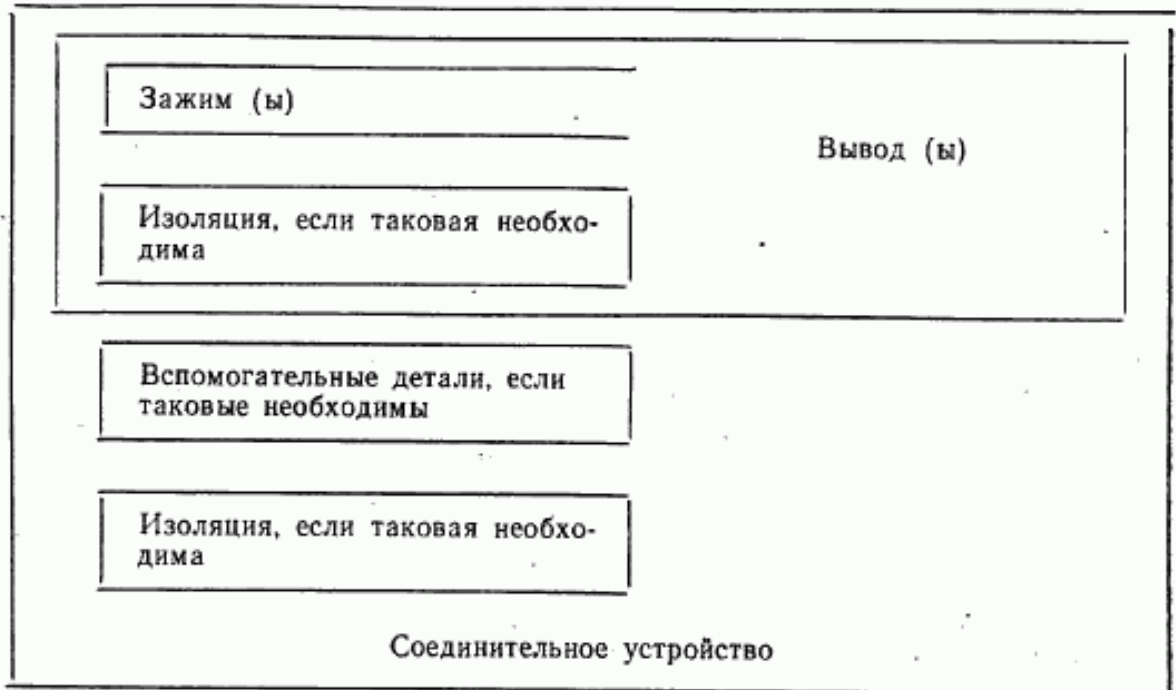 Зажим (ы)
Вывод (ы)
Изоляция, если таковая необхо-
дима
Вспомогательные детали, если
таковые необходимы
Изоляция, если таковая необхо-
дима
Соединительное устройство